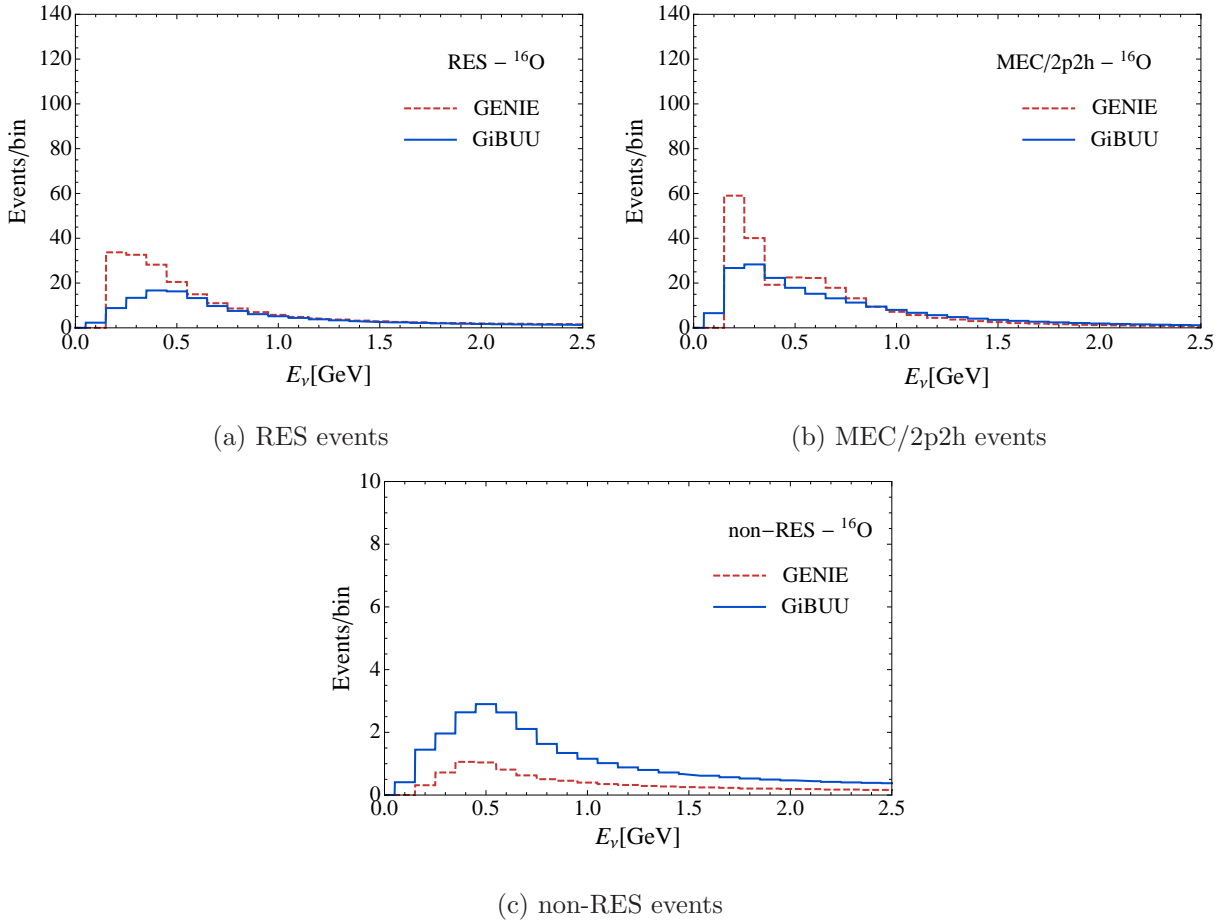 140
120
100
80
60
40
20
0
Events/bin
RES − ¹⁶O
GENIE
GiBUU
0.0 0.5 1.0 1.5 2.0 2.5
Eν[GeV]
(a) RES events
140
120
100
80
60
40
20
0
Events/bin
MEC/2p2h − ¹⁶O
GENIE
GiBUU
0.0 0.5 1.0 1.5 2.0 2.5
Eν[GeV]
(b) MEC/2p2h events
10
8
6
4
2
0
Events/bin
non−RES − ¹⁶O
GENIE
GiBUU
0.0 0.5 1.0 1.5 2.0 2.5
Eν[GeV]
(c) non-RES events